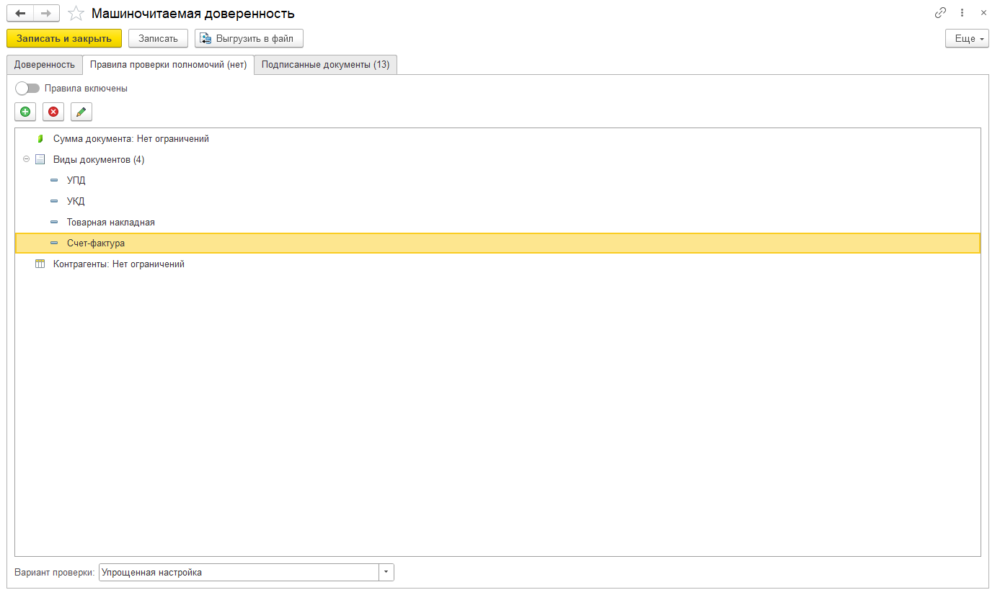 Машиночитаемая доверенность
Записать и закрыть
Записать
Выгрузить в файл
Еще
Доверенность
Правила проверки полномочий (нет)
Подписанные документы (13)
Правила включены
Сумма документа: Нет ограничений
Виды документов (4)
УПД
УКД
Товарная накладная
Счет-фактура
Контрагенты: Нет ограничений
Вариант проверки: Упрощенная настройка